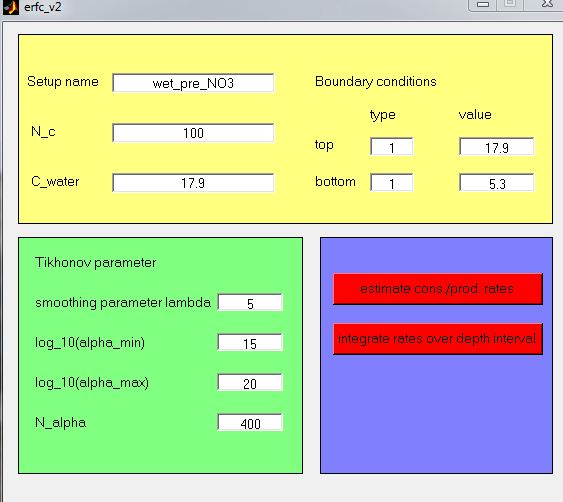 erfc_v2
Setup name wet_pre_NO3 Boundary conditions
type value
N_c 100
top 1 17.9
C_water 17.9 bottom 1 5.3
Tikhonov parameter
smoothing parameter lambda 5
log_10(alpha_min) 15
log_10(alpha_max) 20
N_alpha 400
estimate cons./prod. rates
integrate rates over depth interval